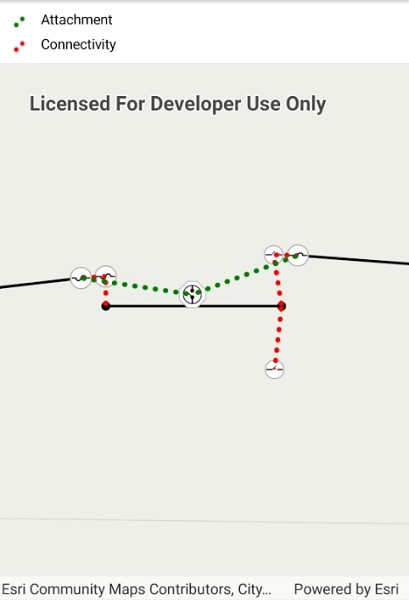 Attachment
Connectivity
Licensed For Developer Use Only
Esri Community Maps Contributors, City... Powered by Esri